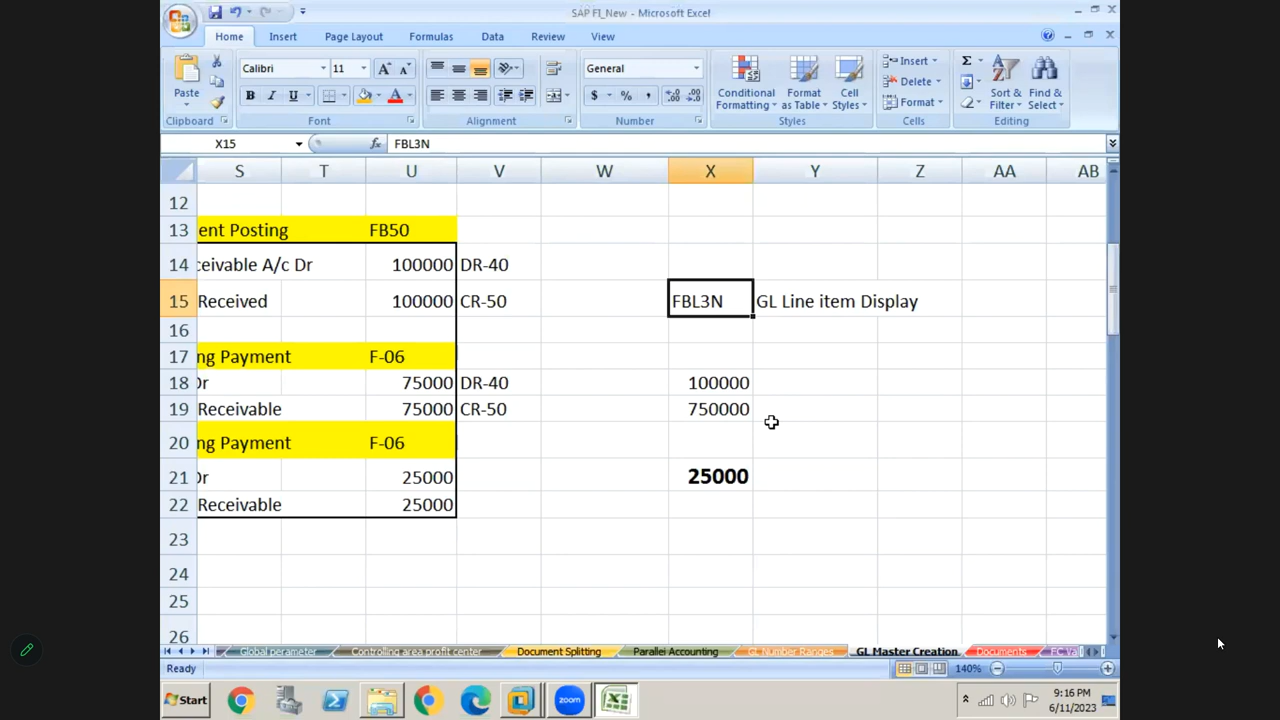 SAP FI_New - Microsoft Excel
Home Insert Page Layout Formulas Data Review View
Paste
Clipboard
Calibri 11
B I U
Font
Alignment
General
$ % ,
Number
Conditional Formatting
Format as Table
Cell Styles
Styles
Insert
Delete
Format
Cells
Σ
Sort & Filter
Find & Select
Editing
X15 fx FBL3N
S T U V W X Y Z AA AB
12
13 ent Posting FB50
14 ceivable A/c Dr 100000 DR-40
15 Received 100000 CR-50 FBL3N GL Line item Display
16
17 ng Payment F-06
18 Dr 75000 DR-40 100000
19 Receivable 75000 CR-50 750000
20 ng Payment F-06
21 Dr 25000 25000
22 Receivable 25000
23
24
25
26
Global perameter Controlling area profit center Document Splitting Parallel Accounting GL Number Ranges GL Master Creation Documents FC Va
Ready 140%
Start
9:16 PM
6/11/2023